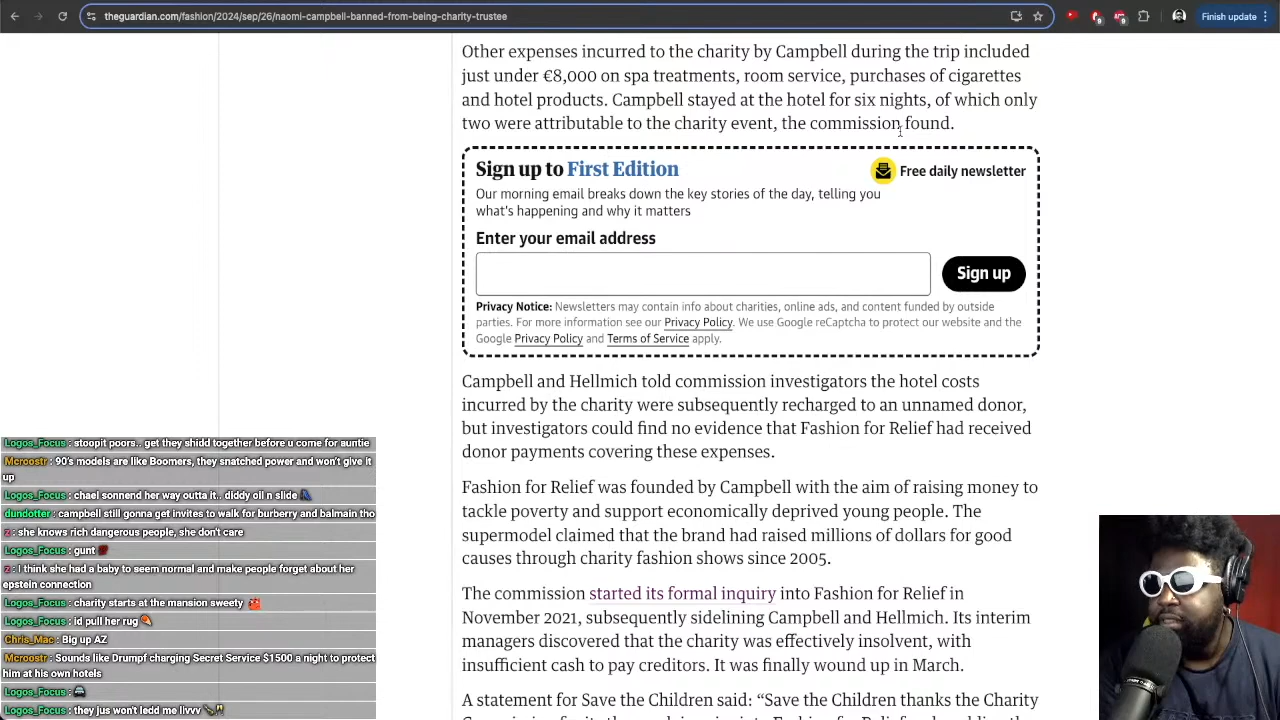 theguardian.com/fashion/2024/sep/26/naomi-campbell-banned-from-being-charity-trustee
Finish update
Other expenses incurred to the charity by Campbell during the trip included
just under €8,000 on spa treatments, room service, purchases of cigarettes
and hotel products. Campbell stayed at the hotel for six nights, of which only
two were attributable to the charity event, the commission found.
Sign up to First Edition
Free daily newsletter
Our morning email breaks down the key stories of the day, telling you
what's happening and why it matters
Enter your email address
Sign up
Privacy Notice: Newsletters may contain info about charities, online ads, and content funded by outside
parties. For more information see our Privacy Policy. We use Google reCaptcha to protect our website and the
Google Privacy Policy and Terms of Service apply.
Campbell and Hellmich told commission investigators the hotel costs
incurred by the charity were subsequently recharged to an unnamed donor,
but investigators could find no evidence that Fashion for Relief had received
donor payments covering these expenses.
Fashion for Relief was founded by Campbell with the aim of raising money to
tackle poverty and support economically deprived young people. The
supermodel claimed that the brand had raised millions of dollars for good
causes through charity fashion shows since 2005.
The commission started its formal inquiry into Fashion for Relief in
November 2021, subsequently sidelining Campbell and Hellmich. Its interim
managers discovered that the charity was effectively insolvent, with
insufficient cash to pay creditors. It was finally wound up in March.
A statement for Save the Children said: “Save the Children thanks the Charity
Logos_Focus : stoopit poors.. get they shidd together before u come for auntie
Mcroostr : 90's models are like Boomers, they snatched power and won't give it
up
Logos_Focus : chael sonnend her way outta it.. diddy oil n slide
dundotter : campbell still gonna get invites to walk for burberry and balmain tho
z : she knows rich dangerous people, she don't care
Logos_Focus : gunt
z : I think she had a baby to seem normal and make people forget about her
epstein connection
Logos_Focus : charity starts at the mansion sweety
Logos_Focus : id pull her rug
Chris_Mac : Big up AZ
Mcroostr : Sounds like Drumpf charging Secret Service $1500 a night to protect
him at his own hotels
Logos_Focus :
Logos_Focus : they jus won't ledd me livvv